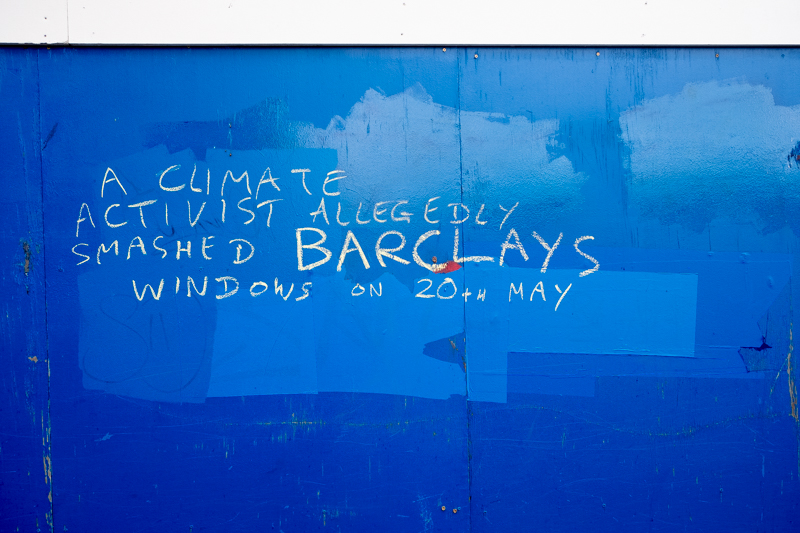 A CLIMATE
ACTIVIST ALLEGEDLY
SMASHED BARCLAYS
WINDOWS ON 20TH MAY